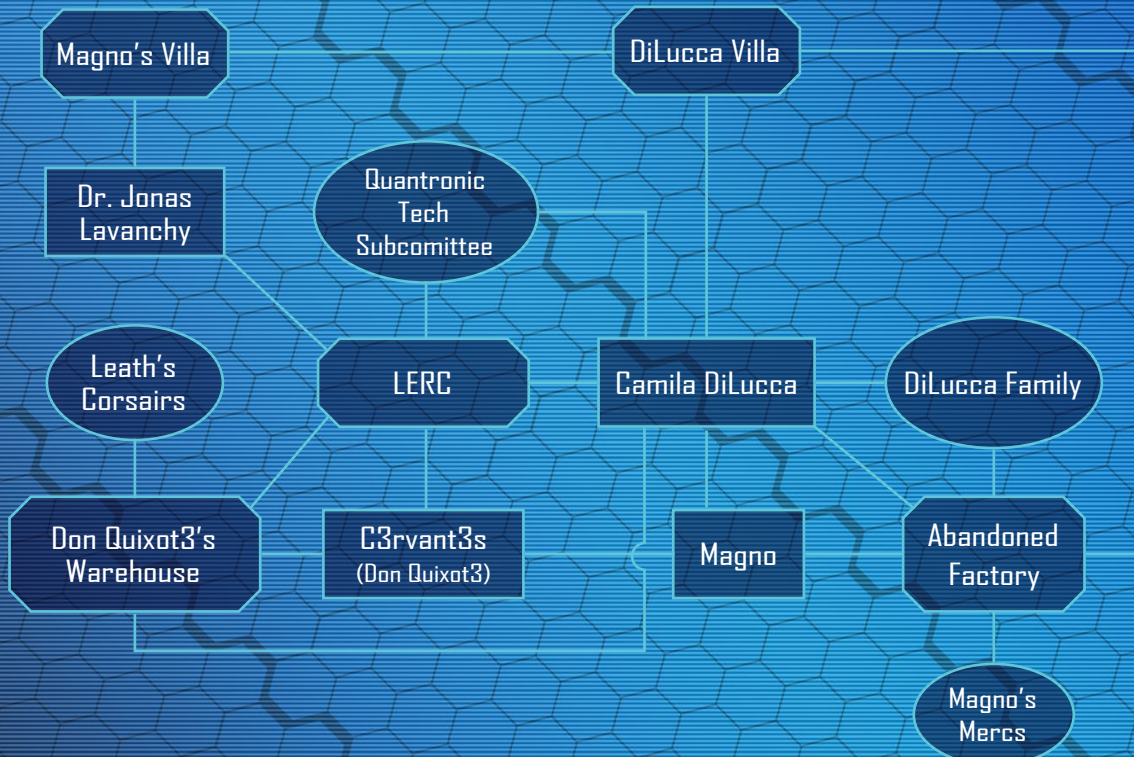 Magno's Villa
DiLucca Villa
Dr. Jonas
Lavanchy
Quantronic
Tech
Subcomittee
Leath's
Corsairs
LERC
Camila DiLucca
DiLucca Family
Don Quixot3's
Warehouse
C3rvant3s
(Don Quixot3)
Magno
Abandoned
Factory
Magno's
Mercs